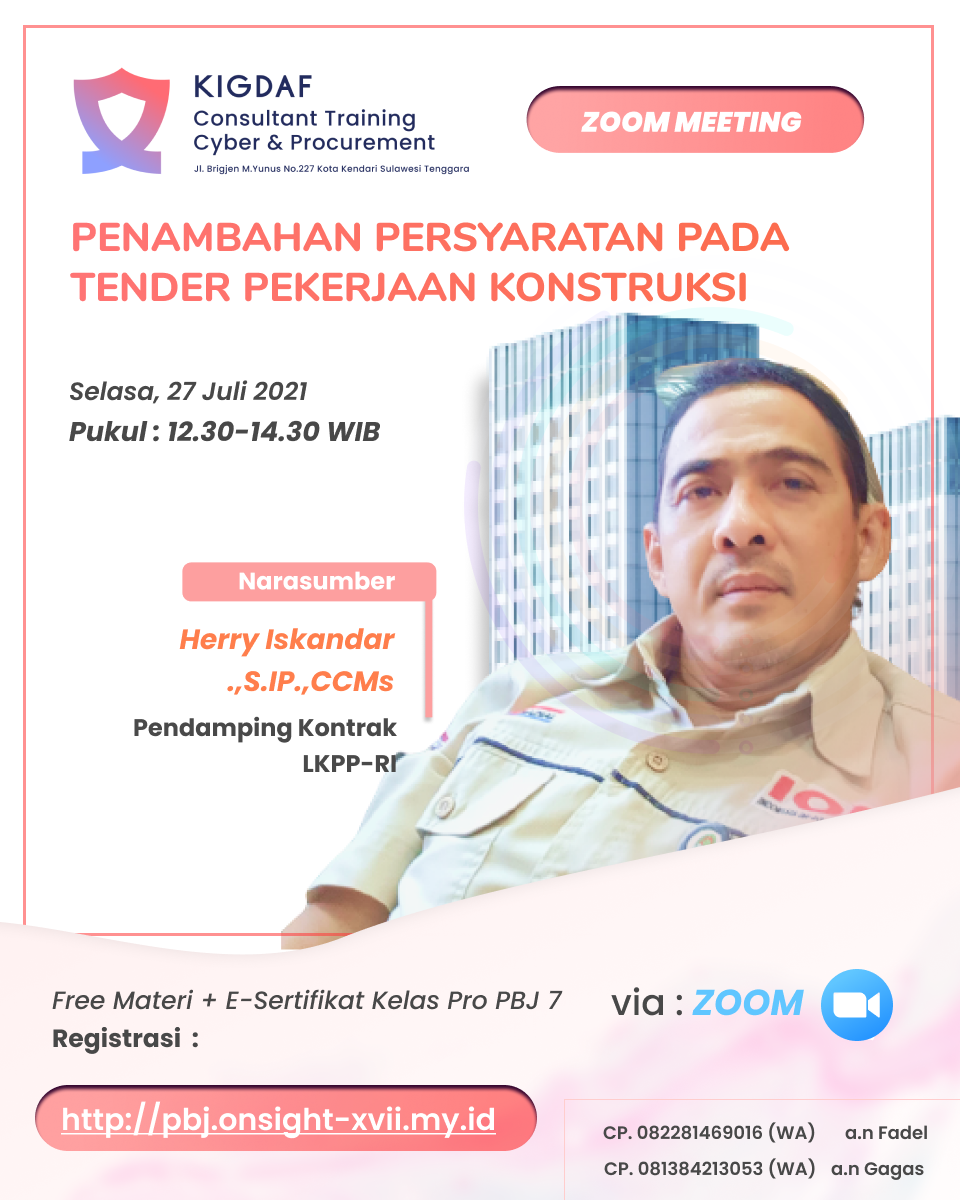 KIGDAF
Consultant Training
Cyber & Procurement
Jl. Brigjen M.Yunus No.227 Kota Kendari Sulawesi Tenggara
ZOOM MEETING
PENAMBAHAN PERSYARATAN PADA
TENDER PEKERJAAN KONSTRUKSI
Selasa, 27 Juli 2021
Pukul : 12.30-14.30 WIB
Narasumber
Herry Iskandar
.,S.IP.,CCMs
Pendamping Kontrak
LKPP-RI
Free Materi + E-Sertifikat Kelas Pro PBJ 7
Registrasi :
via : ZOOM
http://pbj.onsight-xvii.my.id
CP. 082281469016 (WA) a.n Fadel
CP. 081384213053 (WA) a.n Gagas